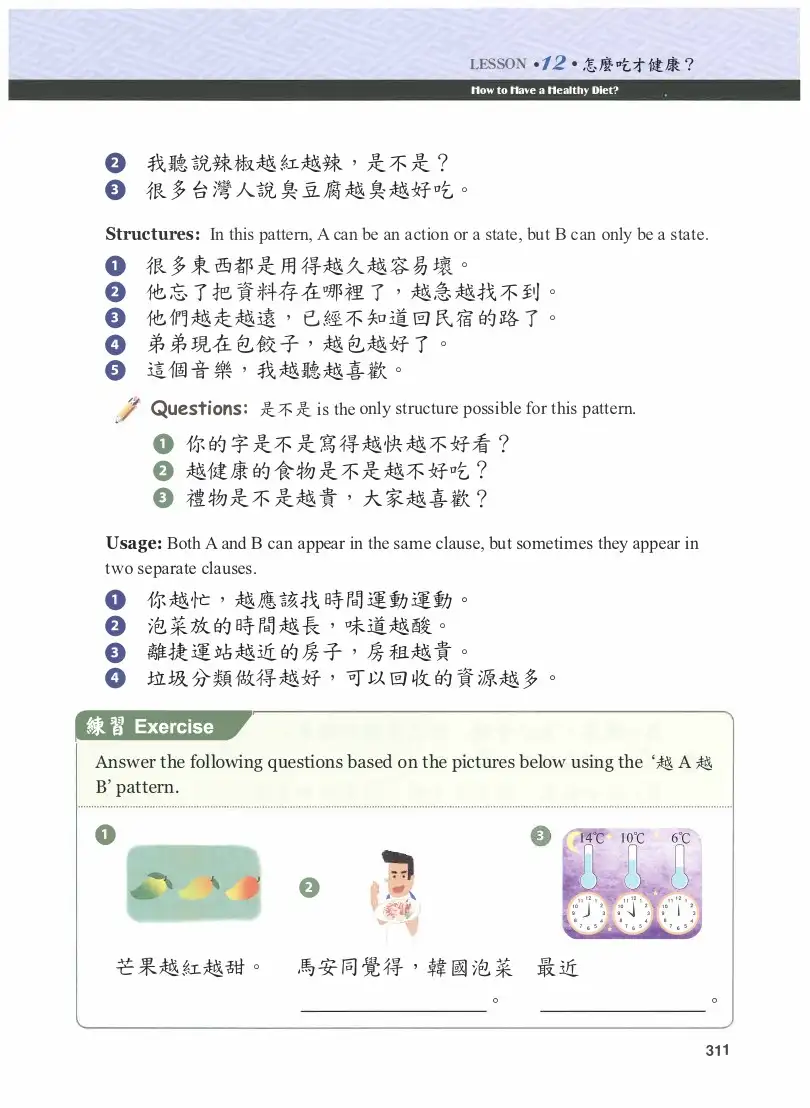 LESSON •12• 怎麼吃才健康？
How to Have a Healthy Diet?
2 我聽說辣椒越紅越辣，是不是？
3 很多台灣人說臭豆腐越臭越好吃。
Structures: In this pattern, A can be an action or a state, but B can only be a state.
1 很多東西都是用得越久越容易壞。
2 他忘了把資料存在哪裡了，越急越找不到。
3 他們越走越遠，已經不知道回民宿的路了。
4 弟弟現在包餃子，越包越好了。
5 這個音樂，我越聽越喜歡。
Questions: 是不是 is the only structure possible for this pattern.
1 你的字是不是寫得越快越不好看？
2 越健康的食物是不是越不好吃？
3 禮物是不是越貴，大家越喜歡？
Usage: Both A and B can appear in the same clause, but sometimes they appear in
two separate clauses.
1 你越忙，越應該找時間運動運動。
2 泡菜放的時間越長，味道越酸。
3 離捷運站越近的房子，房租越貴。
4 垃圾分類做得越好，可以回收的資源越多。
練習 Exercise
Answer the following questions based on the pictures below using the ‘越 A 越
B’ pattern.
1
2
3
14℃ 10℃ 6℃
芒果越紅越甜。
馬安同覺得，韓國泡菜
。
最近
。
311